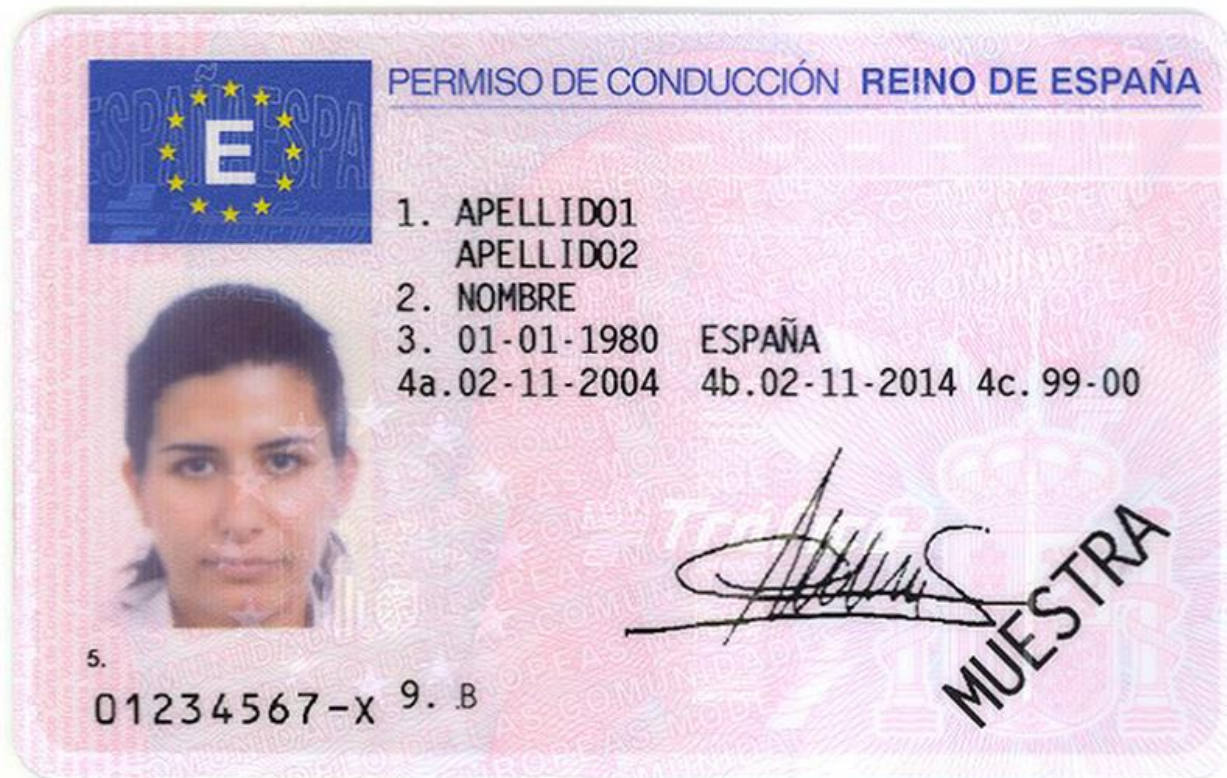 PERMISO DE CONDUCCIÓN REINO DE ESPAÑA
E
1. APELLIDO1
APELLIDO2
2. NOMBRE
3. 01-01-1980 ESPAÑA
4a.02-11-2004 4b.02-11-2014 4c. 99-00
MUESTRA
5.
01234567-X 9. B